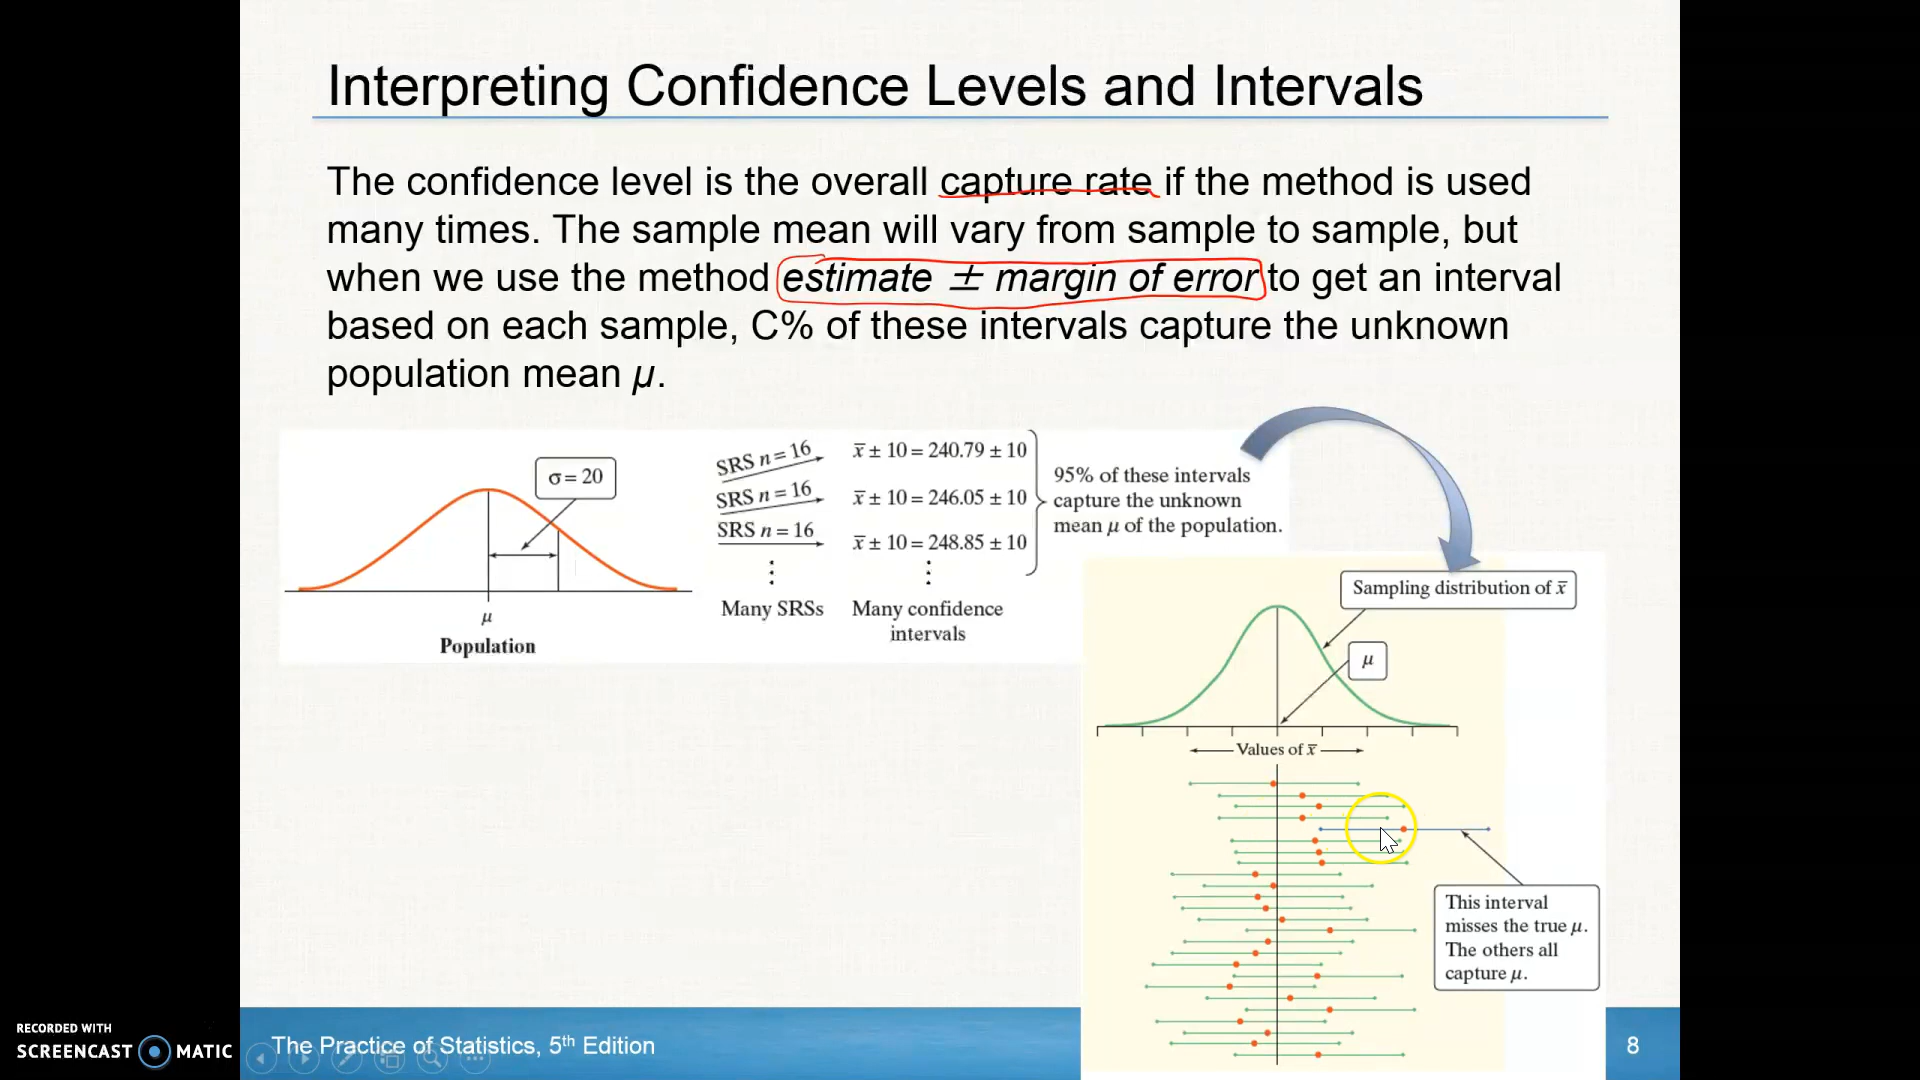 Interpreting Confidence Levels and Intervals
The confidence level is the overall capture rate if the method is used
many times. The sample mean will vary from sample to sample, but
when we use the method estimate ± margin of error to get an interval
based on each sample, C% of these intervals capture the unknown
population mean μ.
σ = 20
μ
Population
SRS n = 16
SRS n = 16
SRS n = 16
⋮
Many SRSs
x̅ ± 10 = 240.79 ± 10
x̅ ± 10 = 246.05 ± 10
x̅ ± 10 = 248.85 ± 10
⋮
Many confidence
intervals
95% of these intervals
capture the unknown
mean μ of the population.
Sampling distribution of x̅
μ
Values of x̅
This interval
misses the true μ.
The others all
capture μ.
RECORDED WITH
SCREENCAST MATIC
The Practice of Statistics, 5th Edition
8